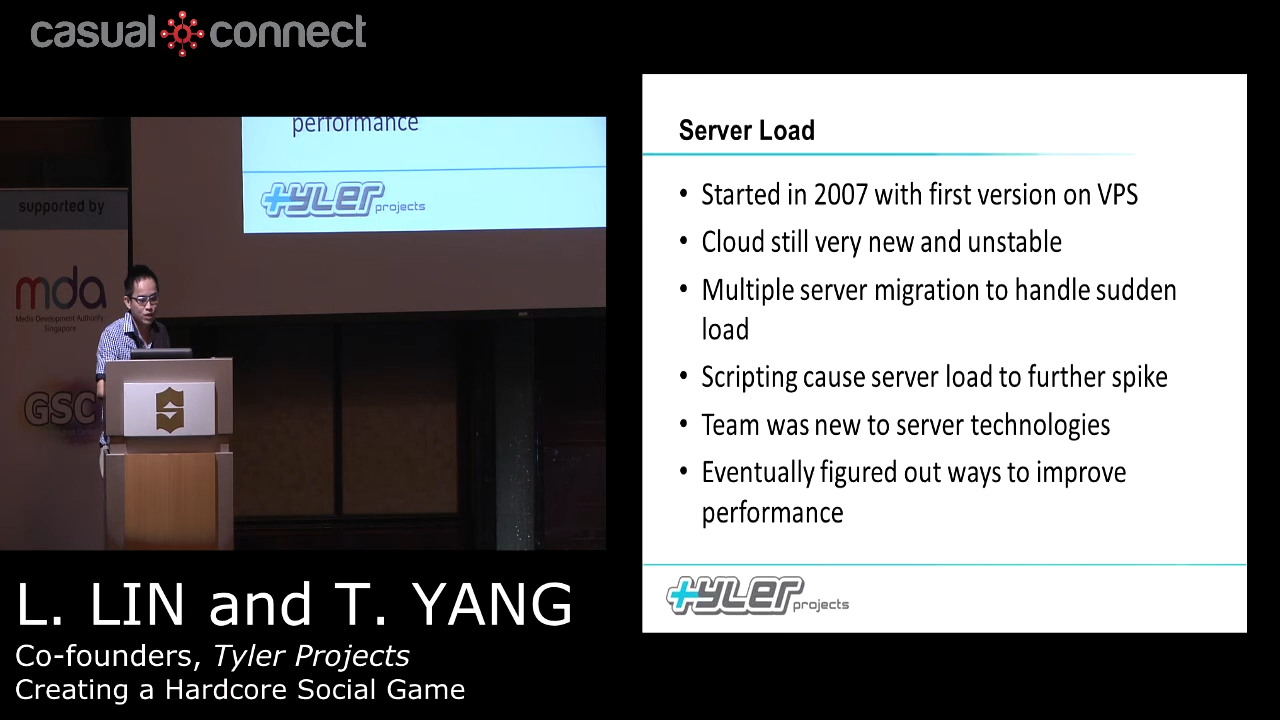 casual connect
performance
tyler projects
supported by
mda
Media Development Authority
Singapore
GSC
Server Load
• Started in 2007 with first version on VPS
• Cloud still very new and unstable
• Multiple server migration to handle sudden
load
• Scripting cause server load to further spike
• Team was new to server technologies
• Eventually figured out ways to improve
performance
tyler projects
L. LIN and T. YANG
Co-founders, Tyler Projects
Creating a Hardcore Social Game